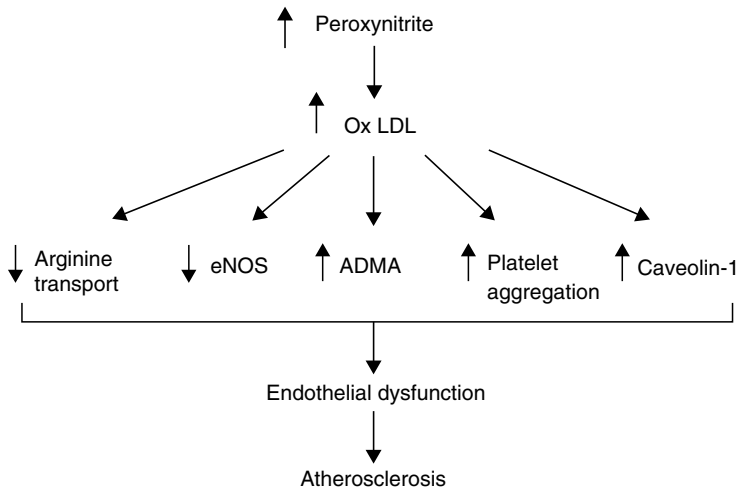 Peroxynitrite
Ox LDL
Arginine
transport
eNOS
ADMA
Platelet
aggregation
Caveolin-1
Endothelial dysfunction
Atherosclerosis